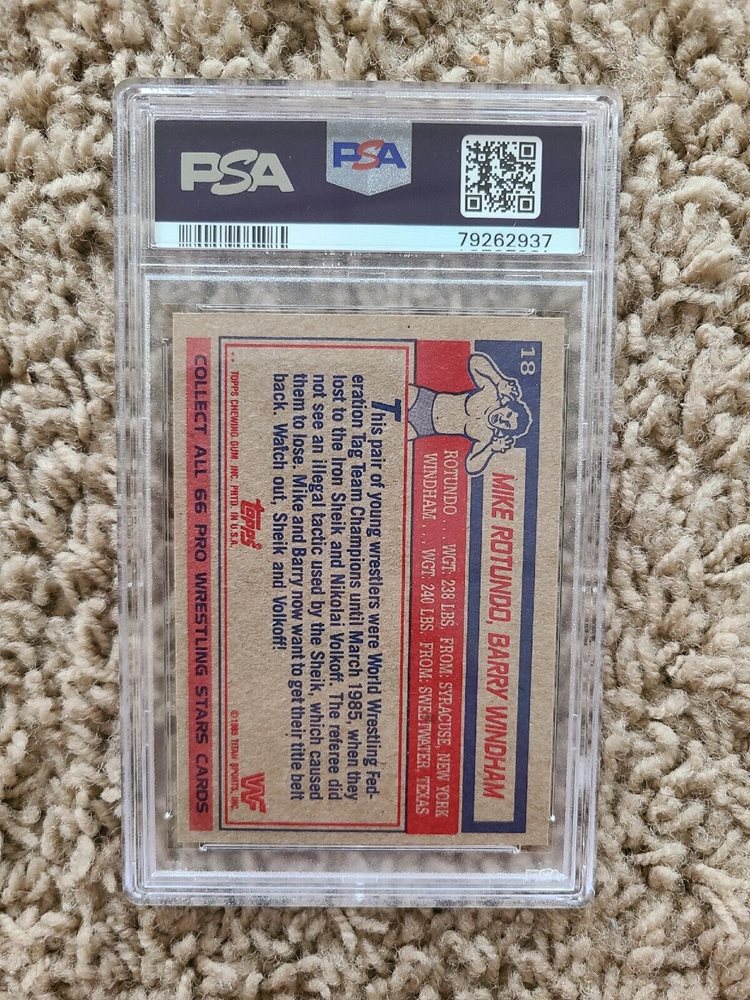 PSA
PSA
79262937
18
MIKE ROTUNDO, BARRY WINDHAM
ROTUNDO . . . WGT: 238 LBS. FROM: SYRACUSE, NEW YORK
WINDHAM . . . WGT: 240 LBS. FROM: SWEETWATER, TEXAS
This pair of young wrestlers were World Wrestling Fed-
eration Tag Team Champions until March 1985, when they
lost to the Iron Sheik and Nikolai Volkoff. The referee did
not see an illegal tactic used by the Sheik, which caused
them to lose. Mike and Barry now want to get their title belt
back. Watch out, Sheik and Volkoff!
topps
WF
** TOPPS CHEWING GUM, INC. PRTD. IN U.S.A.
©1985 TITAN SPORTS, INC.
COLLECT ALL 66 PRO WRESTLING STARS CARDS